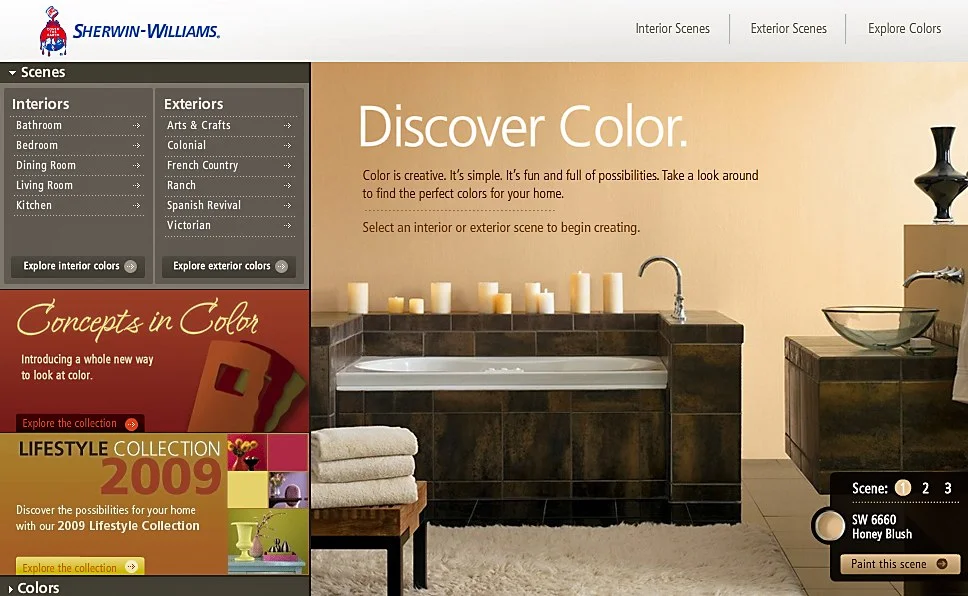 SHERWIN-WILLIAMS.
Interior Scenes
Exterior Scenes
Explore Colors
Scenes
Interiors
Bathroom
Bedroom
Dining Room
Living Room
Kitchen
Explore interior colors
Exteriors
Arts & Crafts
Colonial
French Country
Ranch
Spanish Revival
Victorian
Explore exterior colors
Discover Color.
Color is creative. It's simple. It's fun and full of possibilities. Take a look around
to find the perfect colors for your home.
Select an interior or exterior scene to begin creating.
Concepts in Color
Introducing a whole new way
to look at color.
Explore the collection
LIFESTYLE COLLECTION
2009
Discover the possibilities for your home
with our 2009 Lifestyle Collection
Explore the collection
Colors
Scene: 1 2 3
SW 6660
Honey Blush
Paint this scene